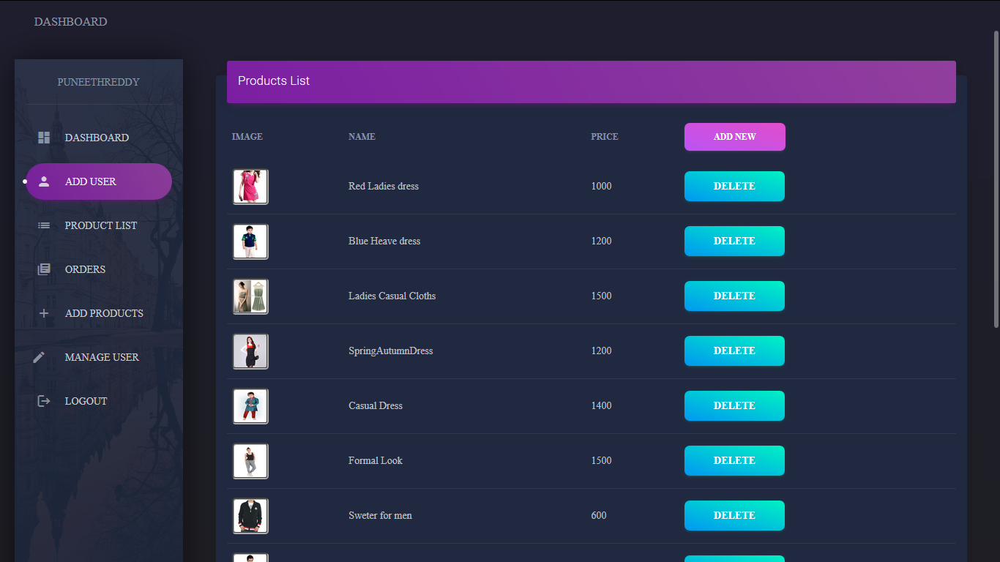 DASHBOARD
PUNEETHREDDY
DASHBOARD
ADD USER
PRODUCT LIST
ORDERS
ADD PRODUCTS
MANAGE USER
LOGOUT
Products List
IMAGE NAME PRICE ADD NEW
Red Ladies dress 1000 DELETE
Blue Heave dress 1200 DELETE
Ladies Casual Cloths 1500 DELETE
SpringAutumnDress 1200 DELETE
Casual Dress 1400 DELETE
Formal Look 1500 DELETE
Sweter for men 600 DELETE